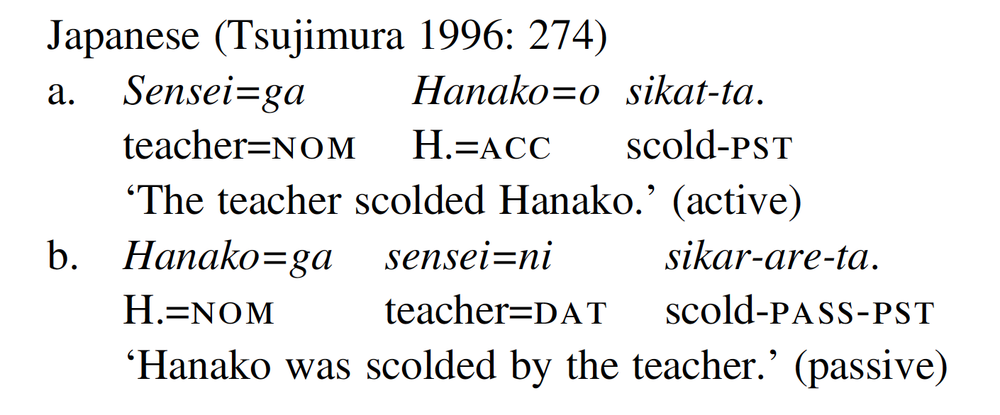 Japanese (Tsujimura 1996: 274)
a. Sensei=ga Hanako=o sikat-ta.
teacher=NOM H.=ACC scold-PST
‘The teacher scolded Hanako.’ (active)
b. Hanako=ga sensei=ni sikar-are-ta.
H.=NOM teacher=DAT scold-PASS-PST
‘Hanako was scolded by the teacher.’ (passive)